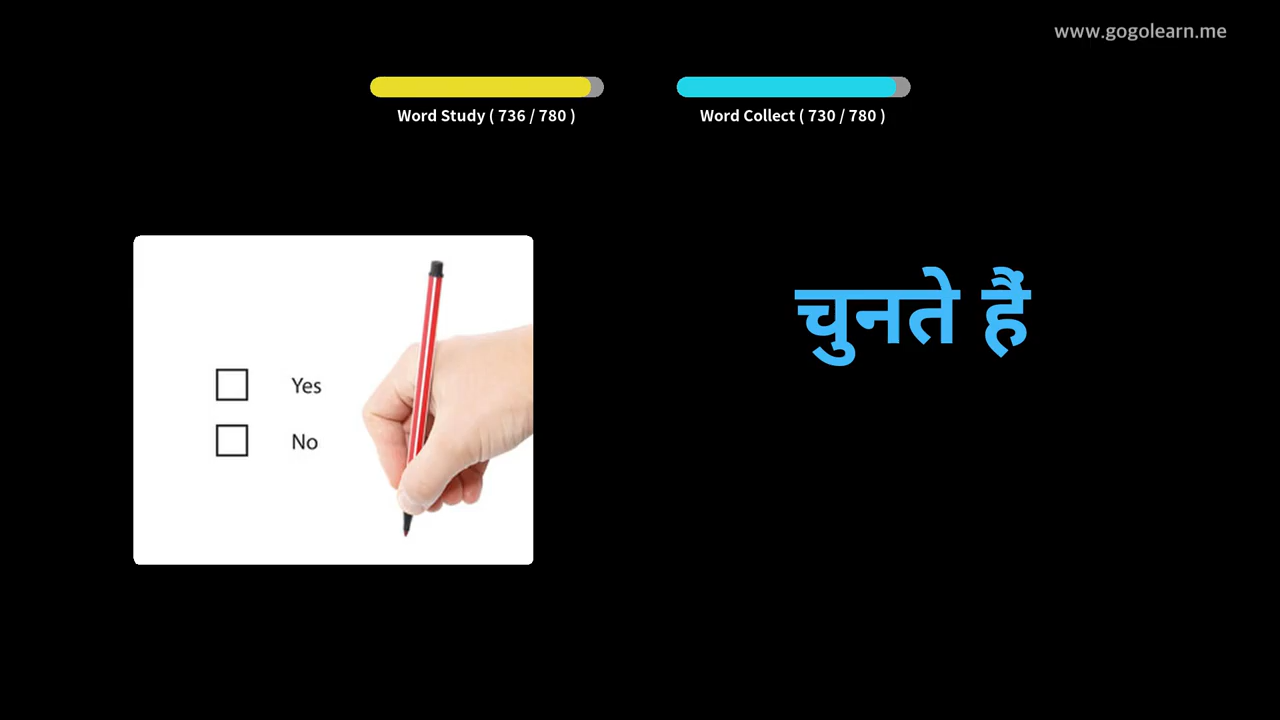 www.gogolearn.me
Word Study ( 736 / 780 )
Word Collect ( 730 / 780 )
चुनते हैं
Yes
No